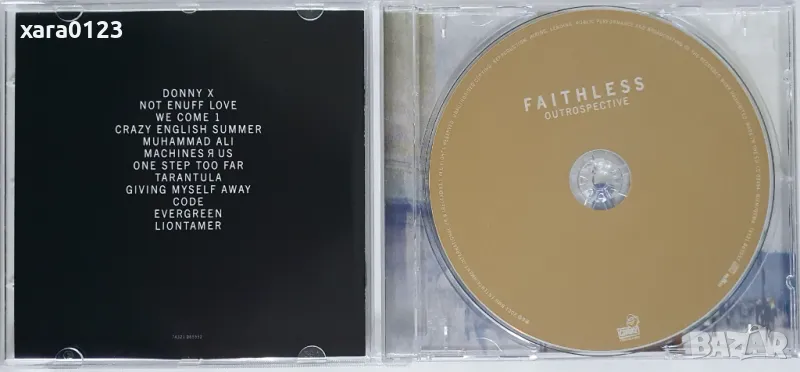 xara0123
DONNY X
NOT ENUFF LOVE
WE COME 1
CRAZY ENGLISH SUMMER
MUHAMMAD ALI
MACHINES Я US
ONE STEP TOO FAR
TARANTULA
GIVING MYSELF AWAY
CODE
EVERGREEN
LIONTAMER
FAITHLESS
OUTROSPECTIVE
BAZAR